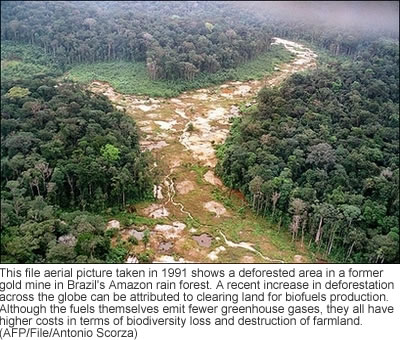 This file aerial picture taken in 1991 shows a deforested area in a former
gold mine in Brazil's Amazon rain forest. A recent increase in deforestation
across the globe can be attributed to clearing land for biofuels production.
Although the fuels themselves emit fewer greenhouse gases, they all have
higher costs in terms of biodiversity loss and destruction of farmland.
(AFP/File/Antonio Scorza)